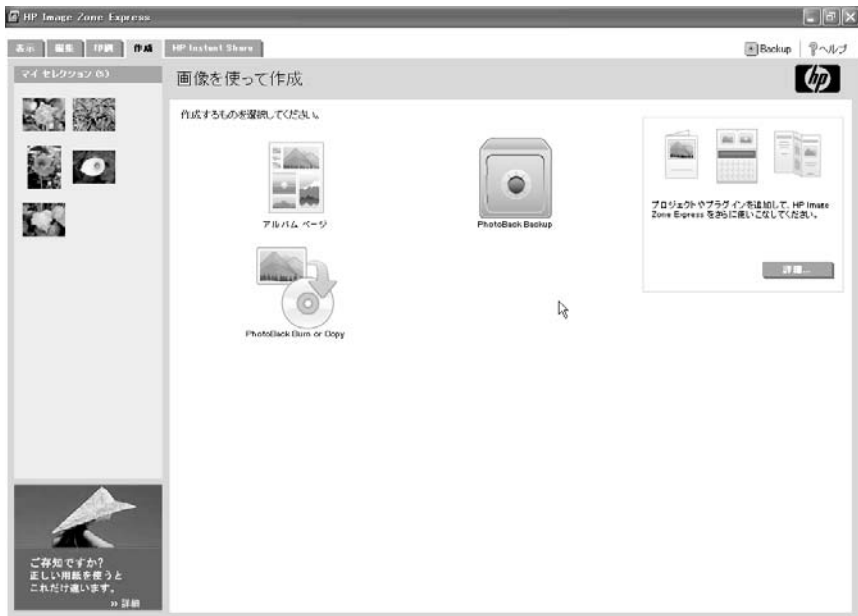 HP Image Zone Express
表示 編集 印刷 作成 HP Instant Share
Backup ヘルプ
マイ セレクション (5)
画像を使って作成
hp
作成するものを選択してください。
アルバム ページ
PhotoBack Backup
PhotoBack Burn or Copy
プロジェクトやプラグインを追加して、HP Image
Zone Express をさらに使いこなしてください。
詳細...
ご存知ですか?
正しい用紙を使うと
これだけ違います。
>> 詳細